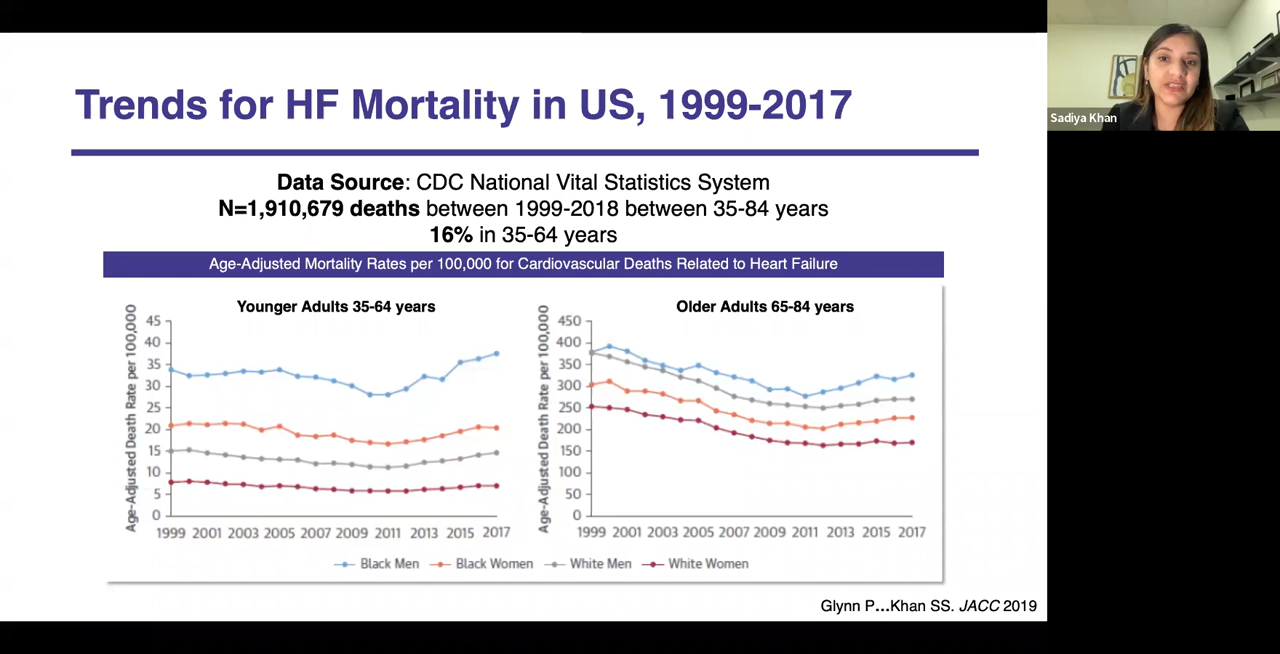 Trends for HF Mortality in US, 1999-2017
Sadiya Khan
Data Source: CDC National Vital Statistics System
N=1,910,679 deaths between 1999-2018 between 35-84 years
16% in 35-64 years
Age-Adjusted Mortality Rates per 100,000 for Cardiovascular Deaths Related to Heart Failure
Younger Adults 35-64 years
Age-Adjusted Death Rate per 100,000
45
40
35
30
25
20
15
10
5
0
1999 2001 2003 2005 2007 2009 2011 2013 2015 2017
Older Adults 65-84 years
Age-Adjusted Death Rate per 100,000
450
400
350
300
250
200
150
100
50
0
1999 2001 2003 2005 2007 2009 2011 2013 2015 2017
Black Men Black Women White Men White Women
Glynn P...Khan SS. JACC 2019